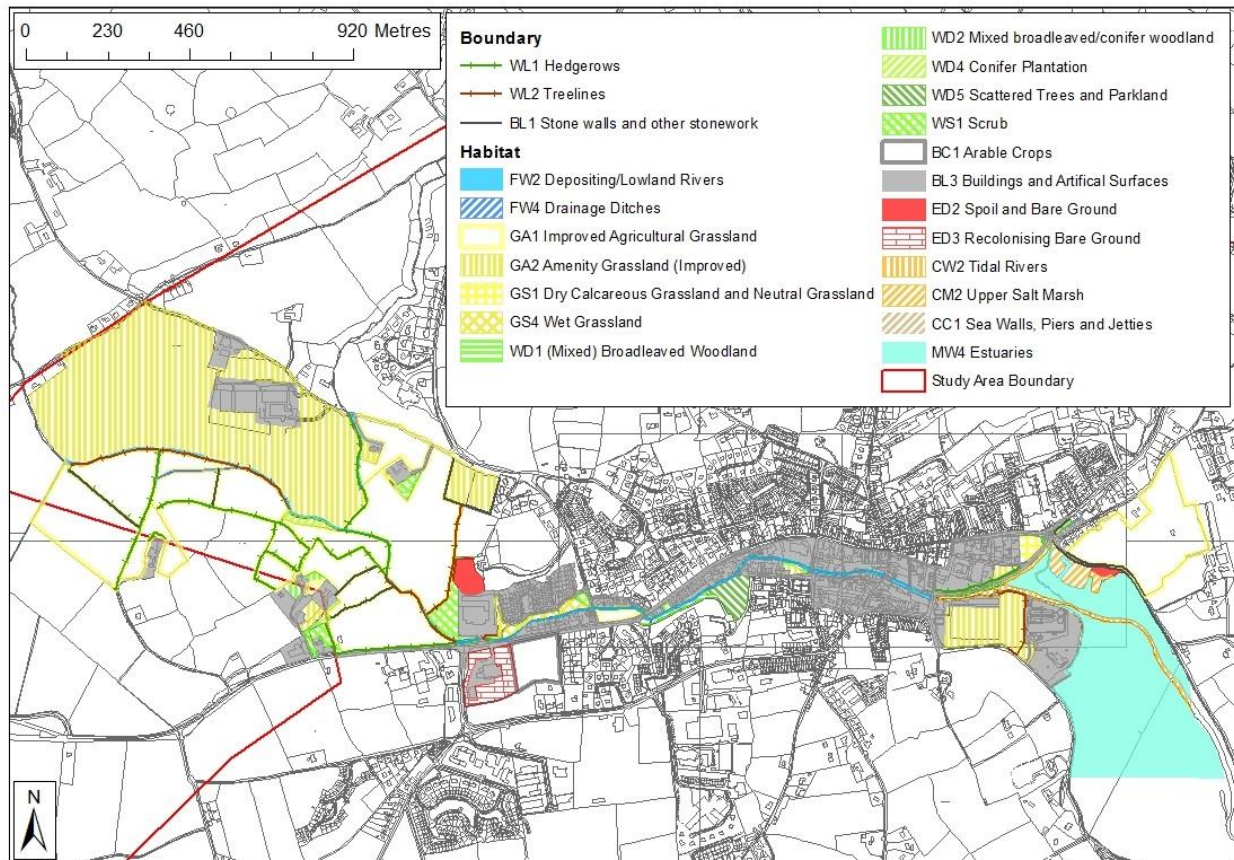 0 230 460 920 Metres
Boundary
WL1 Hedgerows
WL2 Treelines
BL1 Stone walls and other stonework
Habitat
FW2 Depositing/Lowland Rivers
FW4 Drainage Ditches
GA1 Improved Agricultural Grassland
GA2 Amenity Grassland (Improved)
GS1 Dry Calcareous Grassland and Neutral Grassland
GS4 Wet Grassland
WD1 (Mixed) Broadleaved Woodland
WD2 Mixed broadleaved/conifer woodland
WD4 Conifer Plantation
WD5 Scattered Trees and Parkland
WS1 Scrub
BC1 Arable Crops
BL3 Buildings and Artifical Surfaces
ED2 Spoil and Bare Ground
ED3 Recolonising Bare Ground
CW2 Tidal Rivers
CM2 Upper Salt Marsh
CC1 Sea Walls, Piers and Jetties
MW4 Estuaries
Study Area Boundary
N